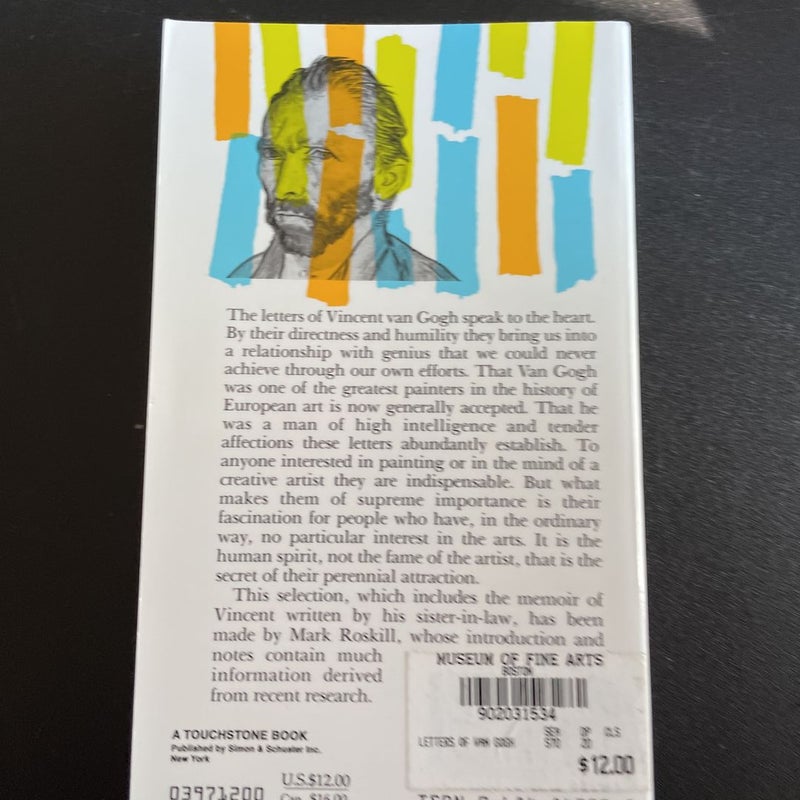 The letters of Vincent van Gogh speak to the heart.
By their directness and humility they bring us into
a relationship with genius that we could never
achieve through our own efforts. That Van Gogh
was one of the greatest painters in the history of
European art is now generally accepted. That he
was a man of high intelligence and tender
affections these letters abundantly establish. To
anyone interested in painting or in the mind of a
creative artist they are indispensable. But what
makes them of supreme importance is their
fascination for people who have, in the ordinary
way, no particular interest in the arts. It is the
human spirit, not the fame of the artist, that is the
secret of their perennial attraction.
This selection, which includes the memoir of
Vincent written by his sister-in-law, has been
made by Mark Roskill, whose introduction and
notes contain much
information derived
from recent research.
MUSEUM OF FINE ARTS
BOSTON
902031534
LETTERS OF VAN GOGH
$12.00
A TOUCHSTONE BOOK
Published by Simon & Schuster Inc.
New York
U.S.$12.00
03971200